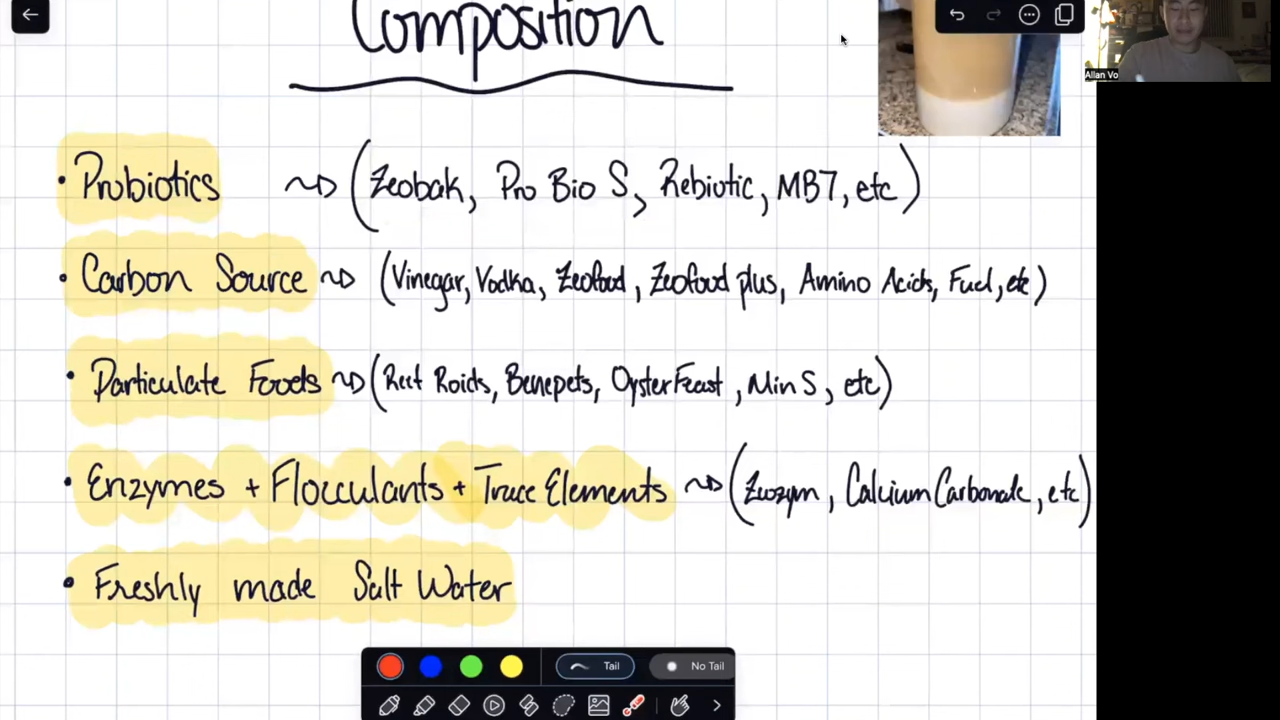 Composition
Allan Vo
• Probiotics ~> (Zeobak, Pro Bio S, Rebiotic, MB7, etc)
• Carbon Source ~> (Vinegar, Vodka, Zeofood, Zeofood plus, Amino Acids, Fuel, etc)
• Particulate Foods ~> (Reef Roids, Benepets, OysterFeast, Min S, etc)
• Enzymes + Flocculants + Trace Elements ~> (Zeozym, Calcium Carbonate, etc)
• Freshly made Salt Water
Tail No Tail